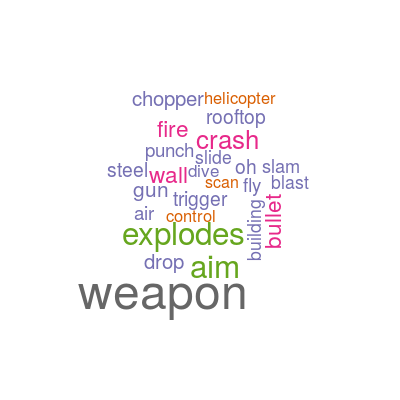 chopper helicopter
rooftop
fire crash
punch slide
steel wall dive oh slam
scan fly blast
gun trigger
air control
building
bullet
explodes
drop aim
weapon